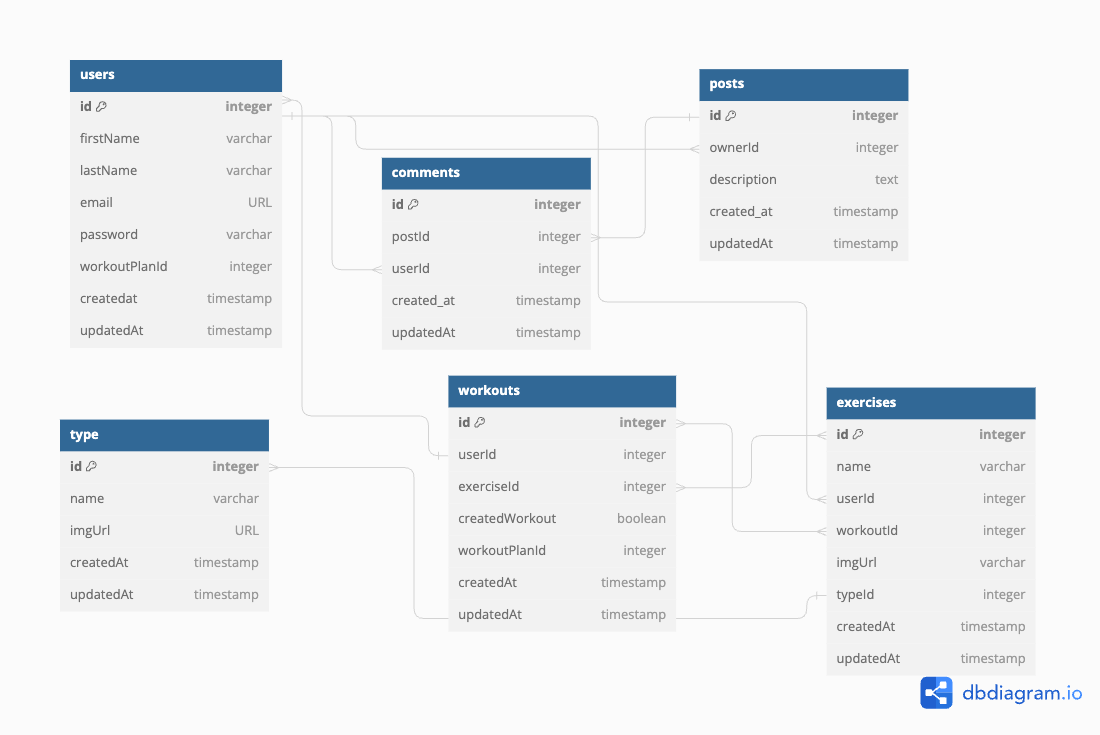 users
id integer
firstName varchar
lastName varchar
email URL
password varchar
workoutPlanId integer
createdat timestamp
updatedAt timestamp
posts
id integer
ownerId integer
description text
created_at timestamp
updatedAt timestamp
comments
id integer
postId integer
userId integer
created_at timestamp
updatedAt timestamp
workouts
id integer
userId integer
exerciseId integer
createdWorkout boolean
workoutPlanId integer
createdAt timestamp
updatedAt timestamp
exercises
id integer
name varchar
userId integer
workoutId integer
imgUrl varchar
typeId integer
createdAt timestamp
updatedAt timestamp
type
id integer
name varchar
imgUrl URL
createdAt timestamp
updatedAt timestamp
dbdiagram.io